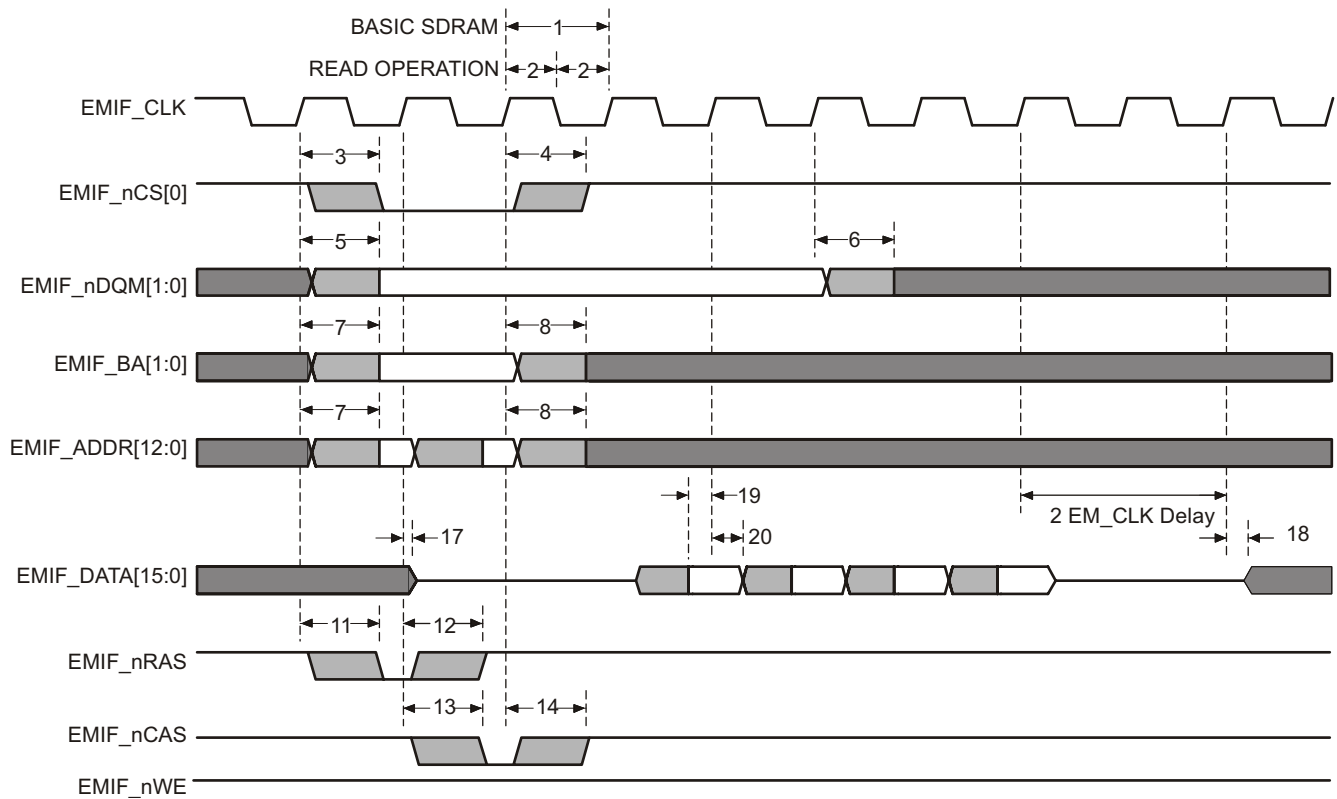 BASIC SDRAM
1
READ OPERATION
2
2
EMIF_CLK
3
4
EMIF_nCS[0]
5
6
EMIF_nDQM[1:0]
7
8
EMIF_BA[1:0]
7
8
EMIF_ADDR[12:0]
19
2 EM_CLK Delay
17
20
18
EMIF_DATA[15:0]
11
12
EMIF_nRAS
13
14
EMIF_nCAS
EMIF_nWE